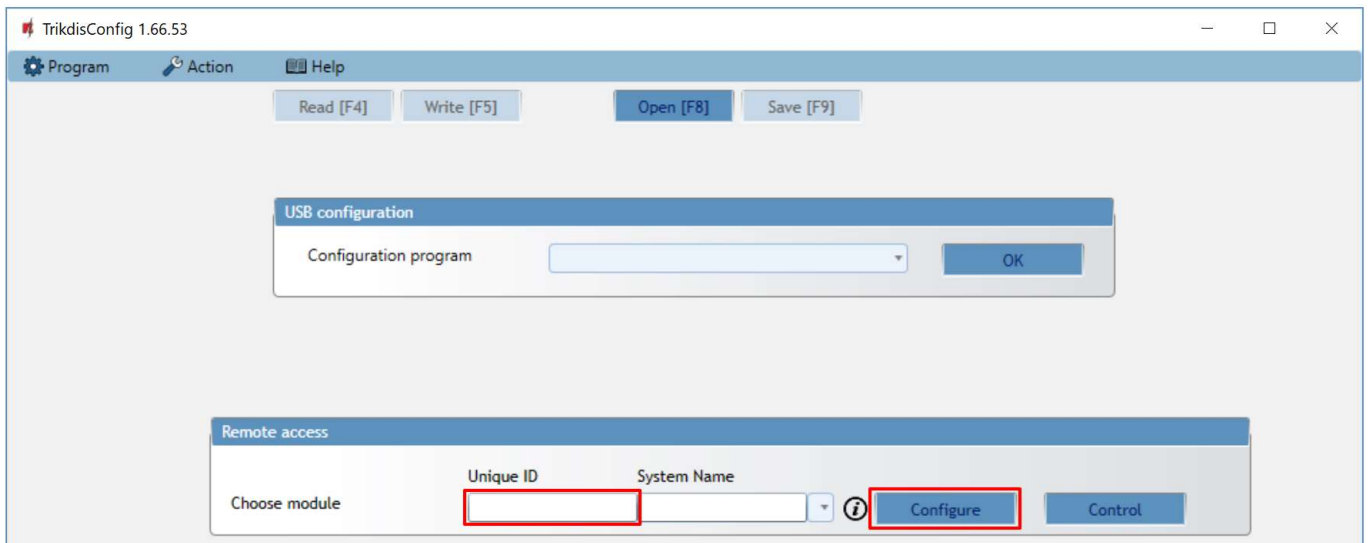 TrikdisConfig 1.66.53
Program Action Help
Read [F4] Write [F5] Open [F8] Save [F9]
USB configuration
Configuration program OK
Remote access
Unique ID System Name
Choose module i Configure Control